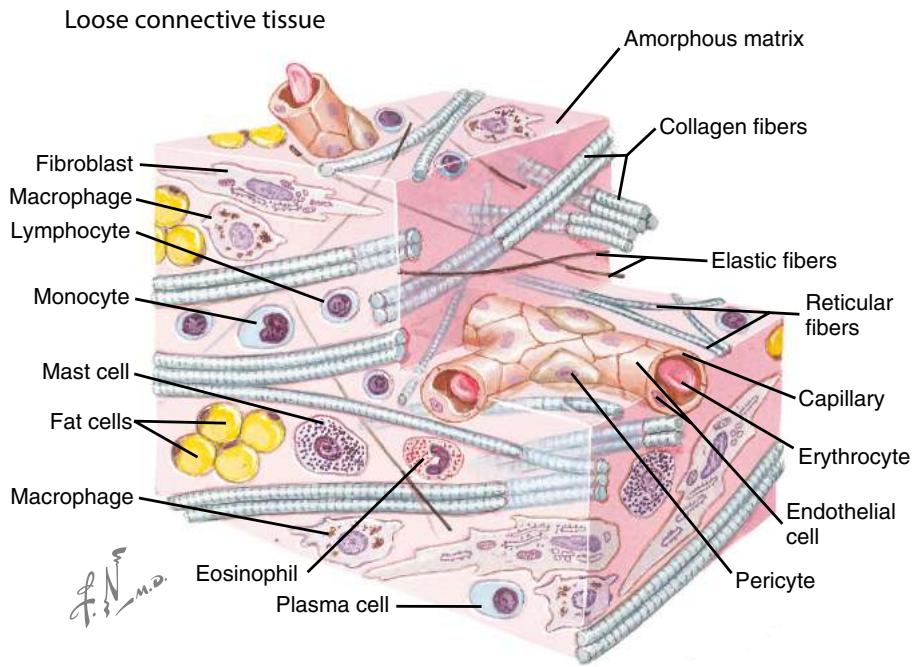 Loose connective tissue
Amorphous matrix
Collagen fibers
Fibroblast
Macrophage
Lymphocyte
Elastic fibers
Monocyte
Reticular
fibers
Mast cell
Capillary
Fat cells
Erythrocyte
Macrophage
Endothelial
cell
Eosinophil
Pericyte
Plasma cell
F. N M.D.